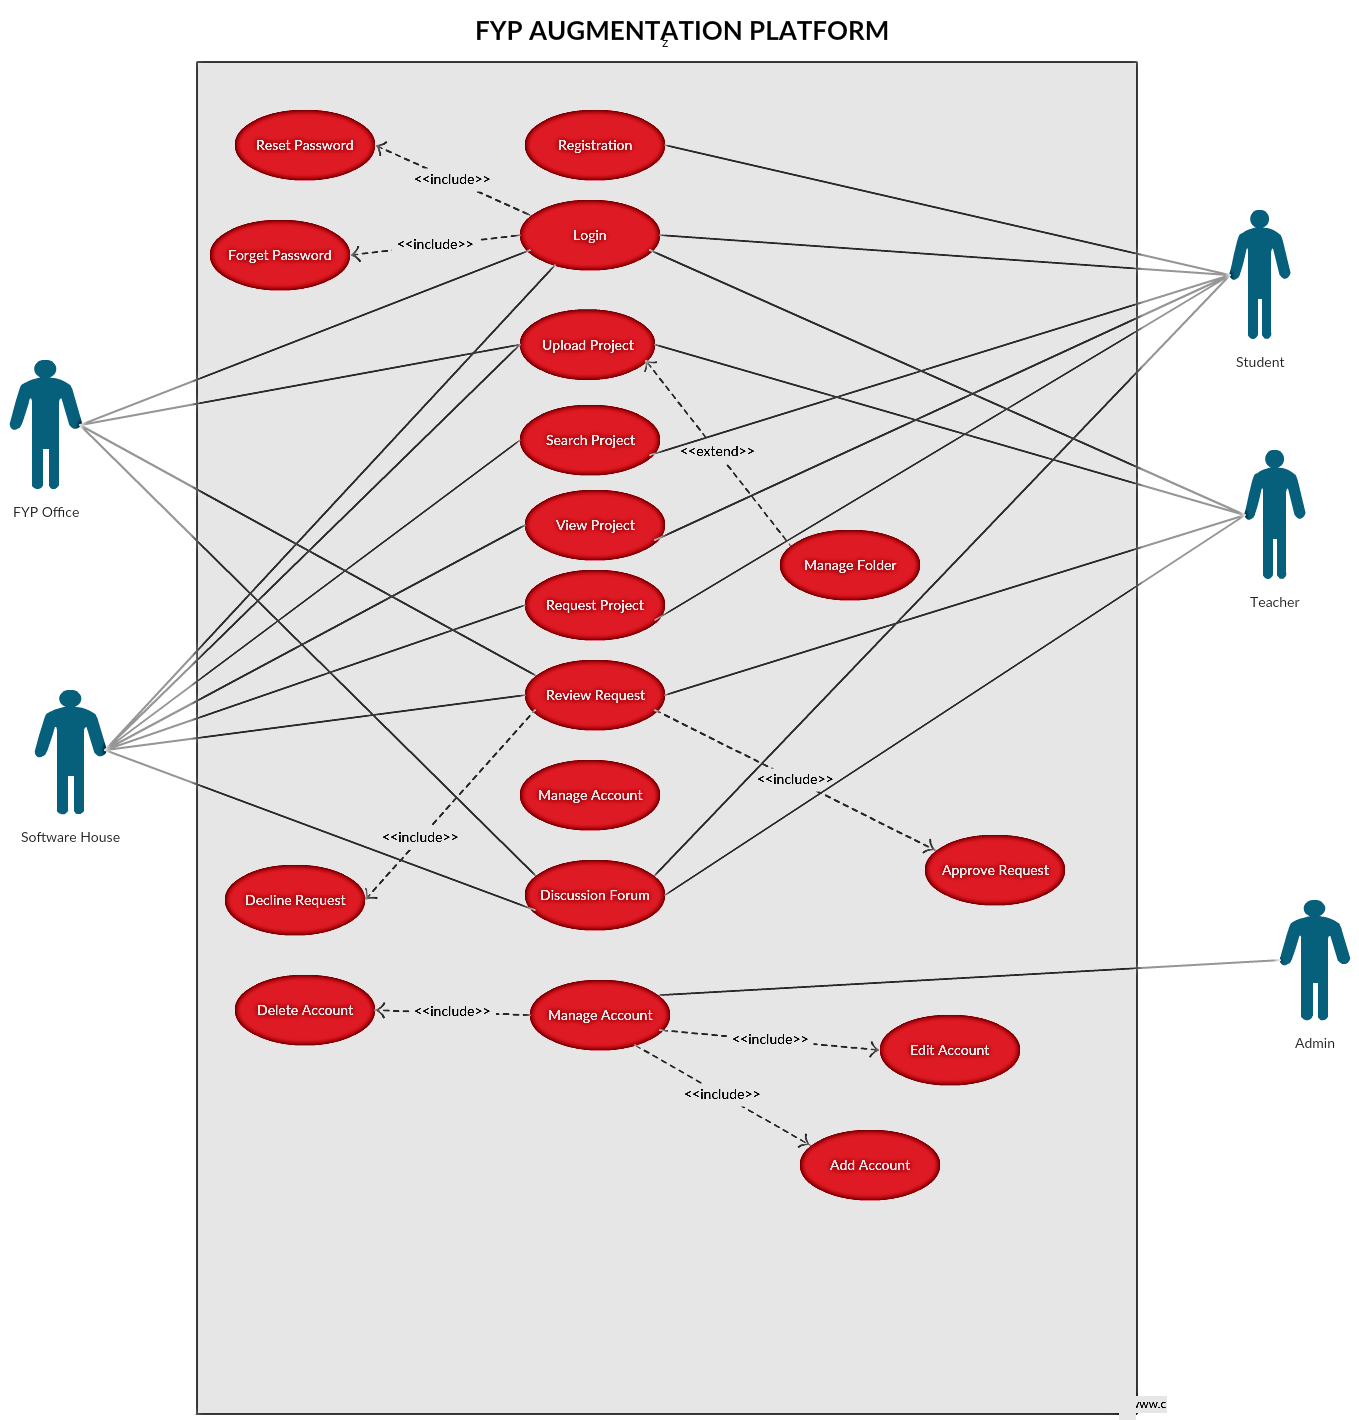 FYP AUGMENTATION PLATFORM
z
Reset Password
Registration
<<include>>
Login
<<include>>
Forget Password
Upload Project
Student
Search Project
<<extend>>
FYP Office
View Project
Manage Folder
Request Project
Teacher
Review Request
<<include>>
Manage Account
<<include>>
Software House
Approve Request
Decline Request
Discussion Forum
Delete Account
<<include>>
Manage Account
<<include>>
Edit Account
Admin
<<include>>
Add Account
www.c